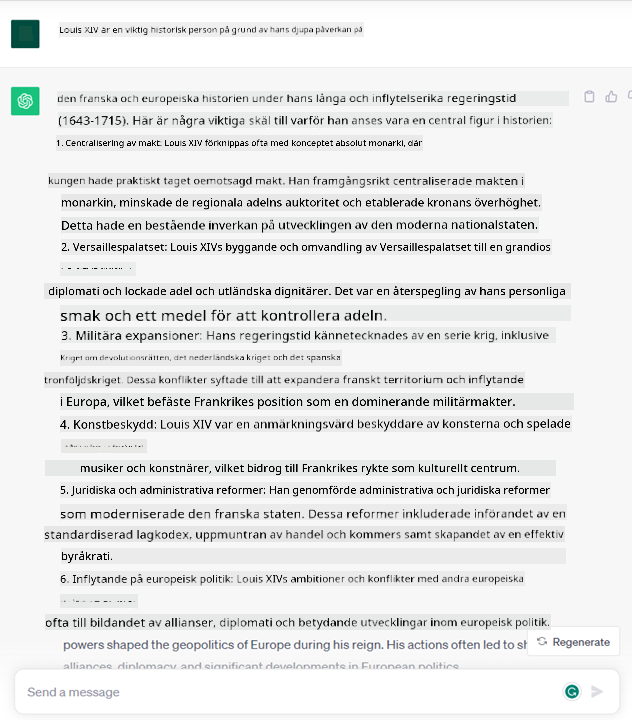 Louis XIV är en viktig historisk person på grund av hans djupa påverkan på
den franska och europeiska historien under hans långa och inflytelserika regeringstid
(1643-1715). Här är några viktiga skäl till varför han anses vara en central figur i historien:
1. Centralisering av makt: Louis XIV förknippas ofta med konceptet absolut monarki, där
kungen hade praktiskt taget oemotsagd makt. Han framgångsrikt centraliserade makten i
monarkin, minskade de regionala adelns auktoritet och etablerade kronans överhöghet.
Detta hade en bestående inverkan på utvecklingen av den moderna nationalstaten.
2. Versaillespalatset: Louis XIVs byggande och omvandling av Versaillespalatset till en grandios
diplomati och lockade adel och utländska dignitärer. Det var en återspegling av hans personliga
smak och ett medel för att kontrollera adeln.
3. Militära expansioner: Hans regeringstid kännetecknades av en serie krig, inklusive
Kriget om devolutionsrätten, det nederländska kriget och det spanska
tronföljdskriget. Dessa konflikter syftade till att expandera franskt territorium och inflytande
i Europa, vilket befäste Frankrikes position som en dominerande militärmakter.
4. Konstbeskydd: Louis XIV var en anmärkningsvärd beskyddare av konsterna och spelade
musiker och konstnärer, vilket bidrog till Frankrikes rykte som kulturellt centrum.
5. Juridiska och administrativa reformer: Han genomförde administrativa och juridiska reformer
som moderniserade den franska staten. Dessa reformer inkluderade införandet av en
standardiserad lagkodex, uppmuntran av handel och kommers samt skapandet av en effektiv
byråkrati.
6. Inflytande på europeisk politik: Louis XIVs ambitioner och konflikter med andra europeiska
ofta till bildandet av allianser, diplomati och betydande utvecklingar inom europeisk politik.
powers shaped the geopolitics of Europe during his reign. His actions often led to sh
Regenerate
alliances, diplomacy, and significant developments in European politics.
Send a message